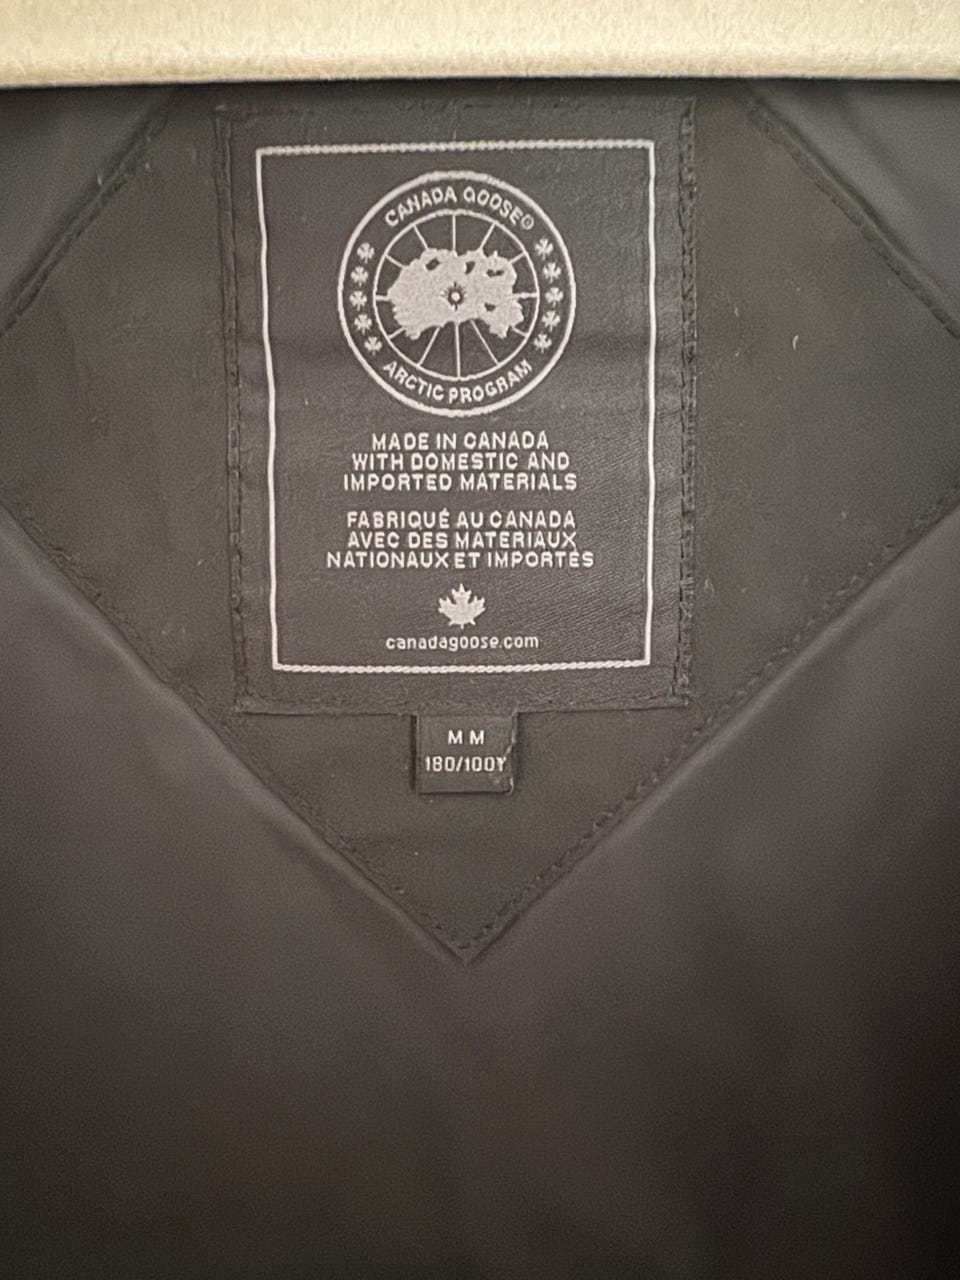 CANADA GOOSE®
ARCTIC PROGRAM
MADE IN CANADA
WITH DOMESTIC AND
IMPORTED MATERIALS
FABRIQUÉ AU CANADA
AVEC DES MATERIAUX
NATIONAUX ET IMPORTÉS
canadagoose.com
M M
180/100Y